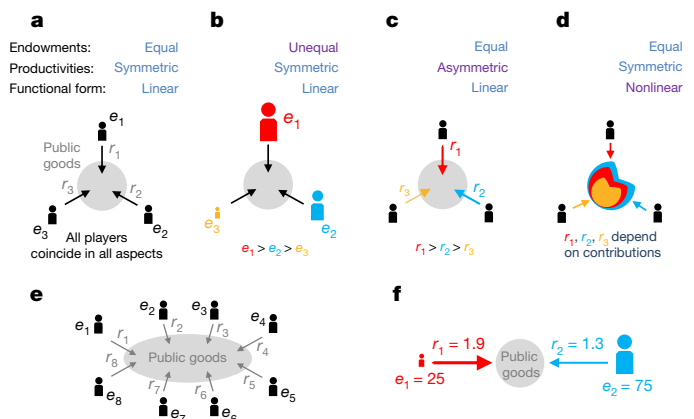 a
b
c
d
Endowments: Equal Unequal Equal Equal
Productivities: Symmetric Symmetric Asymmetric Symmetric
Functional form: Linear Linear Linear Nonlinear
e1
Public
goods
r1
r3 r2
e3 e2
All players
coincide in all aspects
e1
e3 e2
e1 > e2 > e3
r1
r3 r2
r1 > r2 > r3
r1, r2, r3 depend
on contributions
e
e1 e2 e3 e4
r1 r2 r3 r4
Public goods
r8 r7 r6 r5
e8 e7 e6 e5
f
r1 = 1.9 Public r2 = 1.3
goods
e1 = 25 e2 = 75